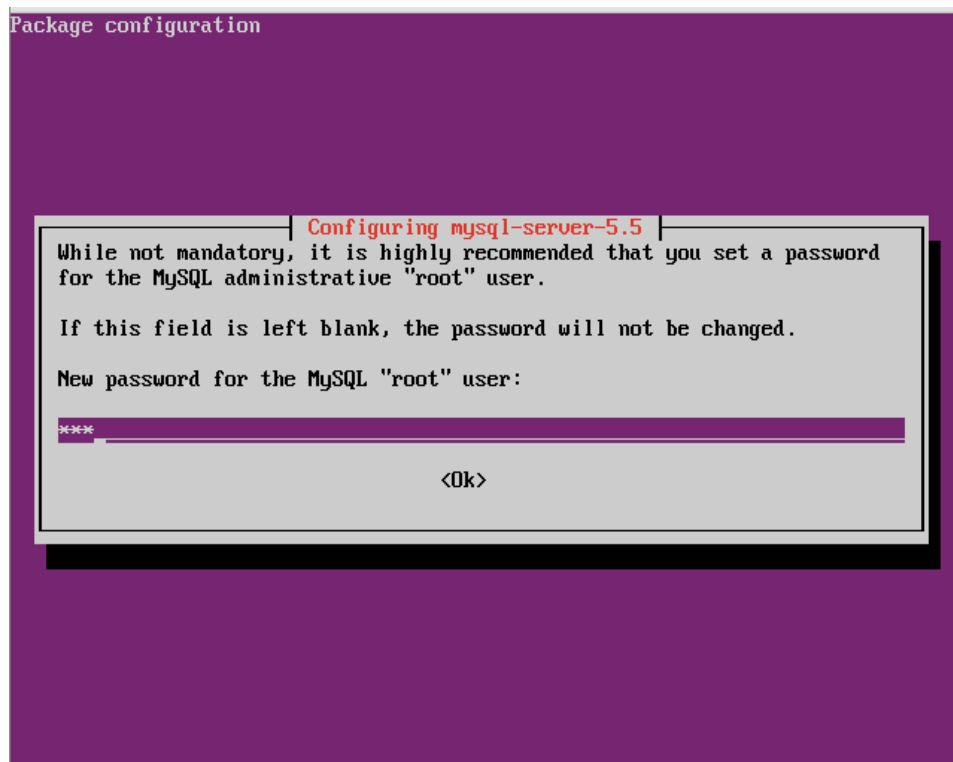 Package configuration
Configuring mysql-server-5.5
While not mandatory, it is highly recommended that you set a password
for the MySQL administrative "root" user.
If this field is left blank, the password will not be changed.
New password for the MySQL "root" user:
***
<Ok>